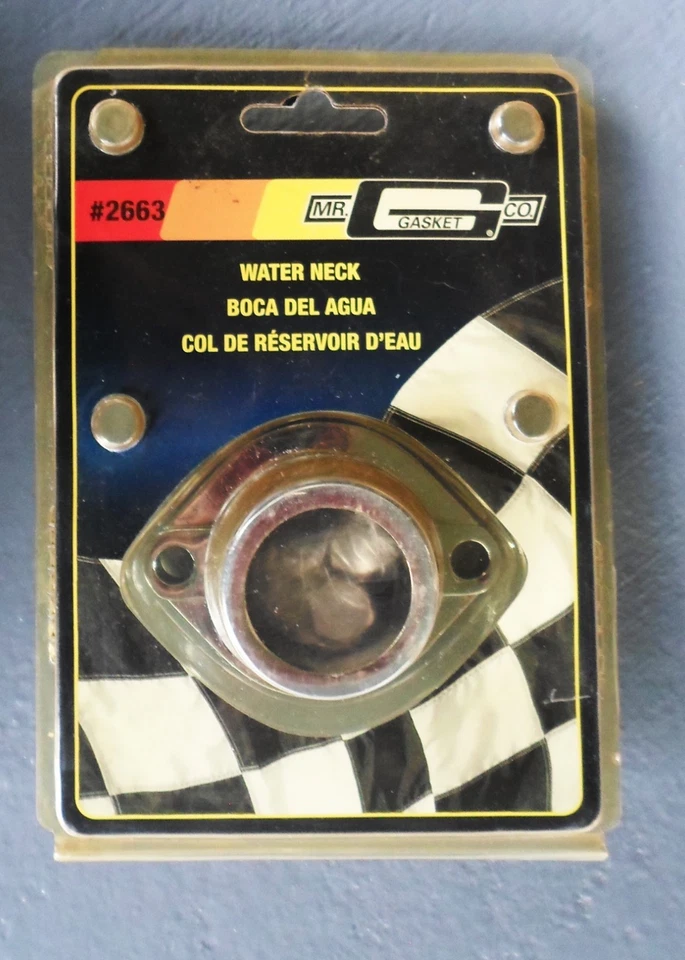 #2663
MR. GASKET CO.
®
WATER NECK
BOCA DEL AGUA
COL DE RÉSERVOIR D'EAU